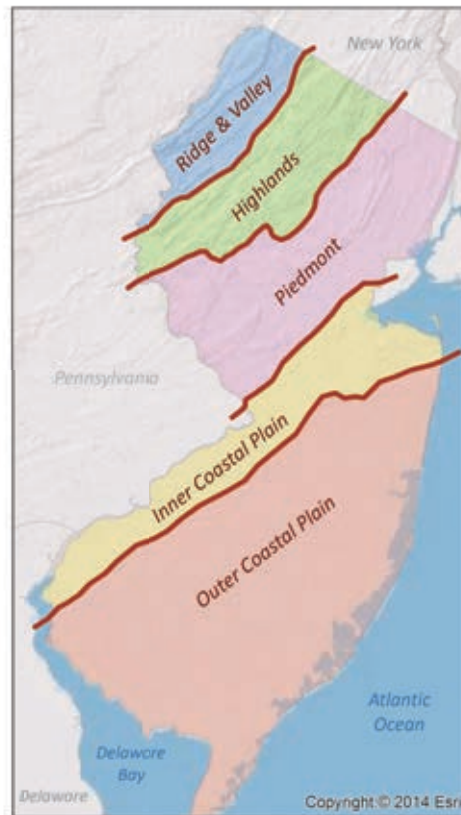 New York
Ridge & Valley
Highlands
Piedmont
Pennsylvania
Inner Coastal Plain
Outer Coastal Plain
Atlantic
Ocean
Delaware
Bay
Delaware
Copyright:© 2014 Esri